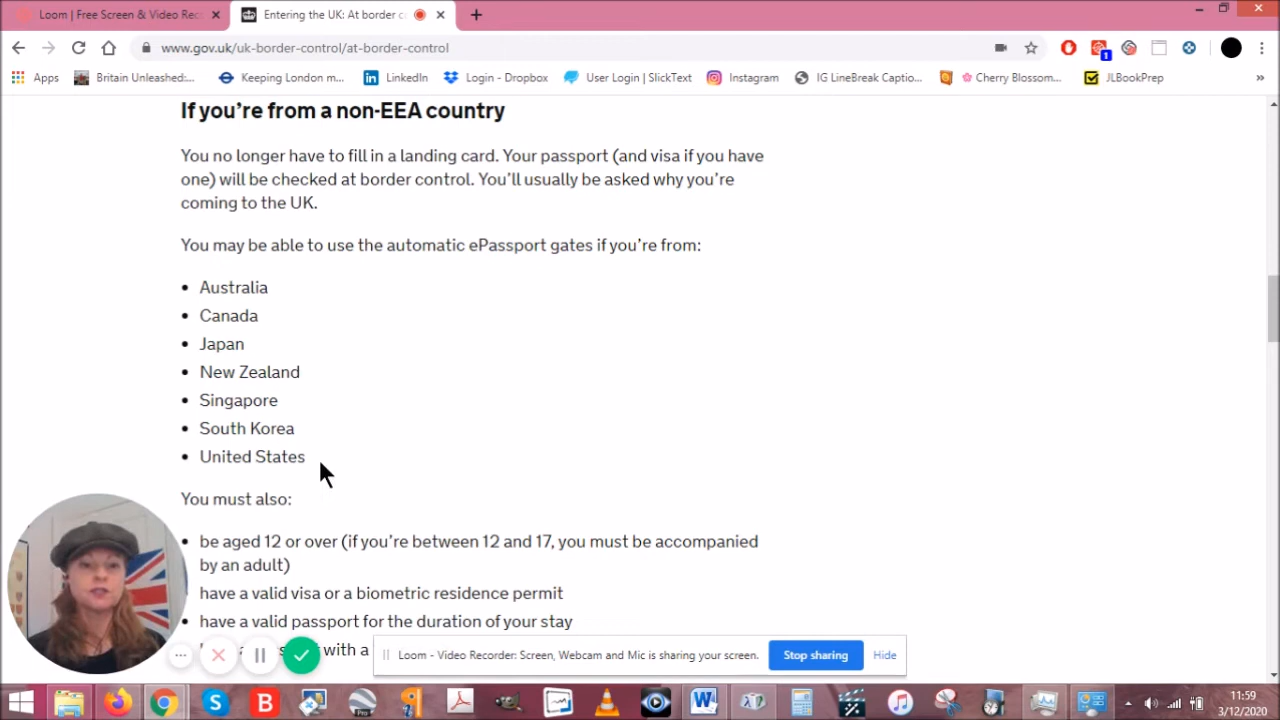 Loom | Free Screen & Video Rec
Entering the UK: At border c
www.gov.uk/uk-border-control/at-border-control
Apps
Britain Unleashed:...
Keeping London m...
LinkedIn
Login - Dropbox
User Login | SlickText
Instagram
IG LineBreak Captio...
Cherry Blossom...
JLBookPrep
»
If you're from a non-EEA country
You no longer have to fill in a landing card. Your passport (and visa if you have
one) will be checked at border control. You'll usually be asked why you're
coming to the UK.
You may be able to use the automatic ePassport gates if you're from:
• Australia
• Canada
• Japan
• New Zealand
• Singapore
• South Korea
• United States
You must also:
• be aged 12 or over (if you're between 12 and 17, you must be accompanied
by an adult)
have a valid visa or a biometric residence permit
• have a valid passport for the duration of your stay
with a
Loom - Video Recorder: Screen, Webcam and Mic is sharing your screen.
Stop sharing
Hide
11:59
3/12/2020